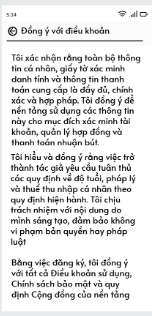 5:14
Đồng ý với điều khoản
Tôi xác nhận rằng toàn bộ thông
tin cá nhân, giấy tờ xác minh
danh tính và thông tin thanh
toán cung cấp là đầy đủ, chính
xác và hợp pháp. Tôi đồng ý để
nền tảng sử dụng các thông tin
này cho mục đích xác minh tài
khoản, quản lý hợp đồng và
thanh toán nhuận bút.
Tôi hiểu và đồng ý rằng việc trở
thành tác giả yêu cầu tuân thủ
các quy định về độ tuổi, pháp lý
và thuế thu nhập cá nhân theo
quy định hiện hành. Tôi chịu
trách nhiệm với nội dung do
mình sáng tạo, đảm bảo không
vi phạm bản quyền hay pháp
luật
Bằng việc đăng ký, tôi đồng ý
với tất cả Điều khoản sử dụng,
Chính sách bảo mật và quy
định Cộng đồng của nền tảng